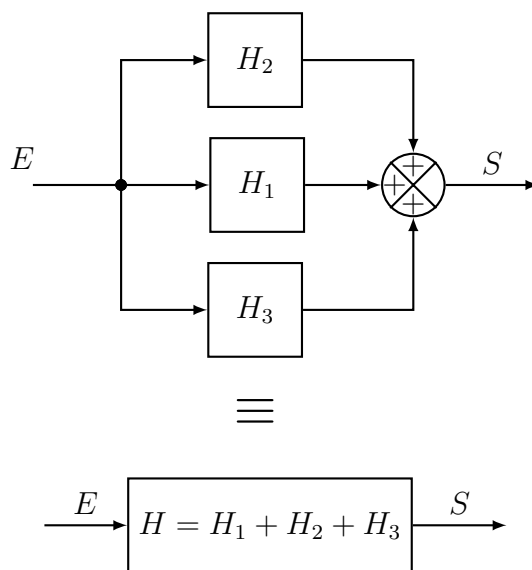 H₂
E
H₁
+
+
+
S
H₃
≡
E
H = H₁ + H₂ + H₃
S